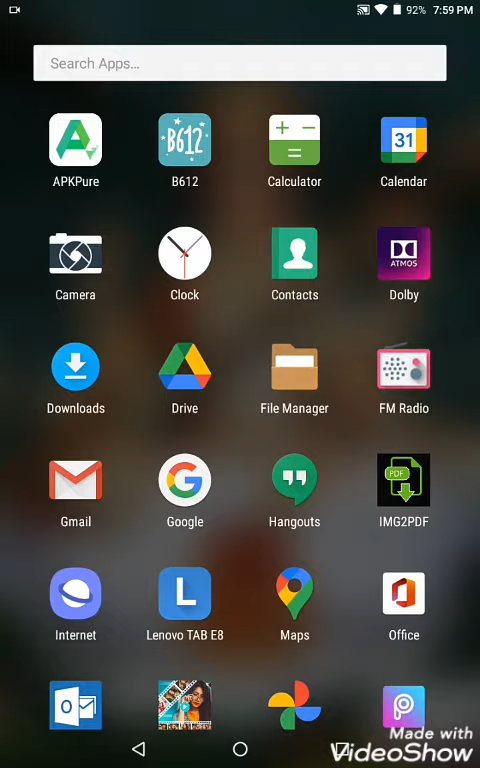 92% 7:59 PM
Search Apps...
B612
31
APKPure B612 Calculator Calendar
ATMOS
Camera Clock Contacts Dolby
Downloads Drive File Manager FM Radio
PDF
Gmail Google Hangouts IMG2PDF
L
Internet Lenovo TAB E8 Maps Office
Made with
VideoShow